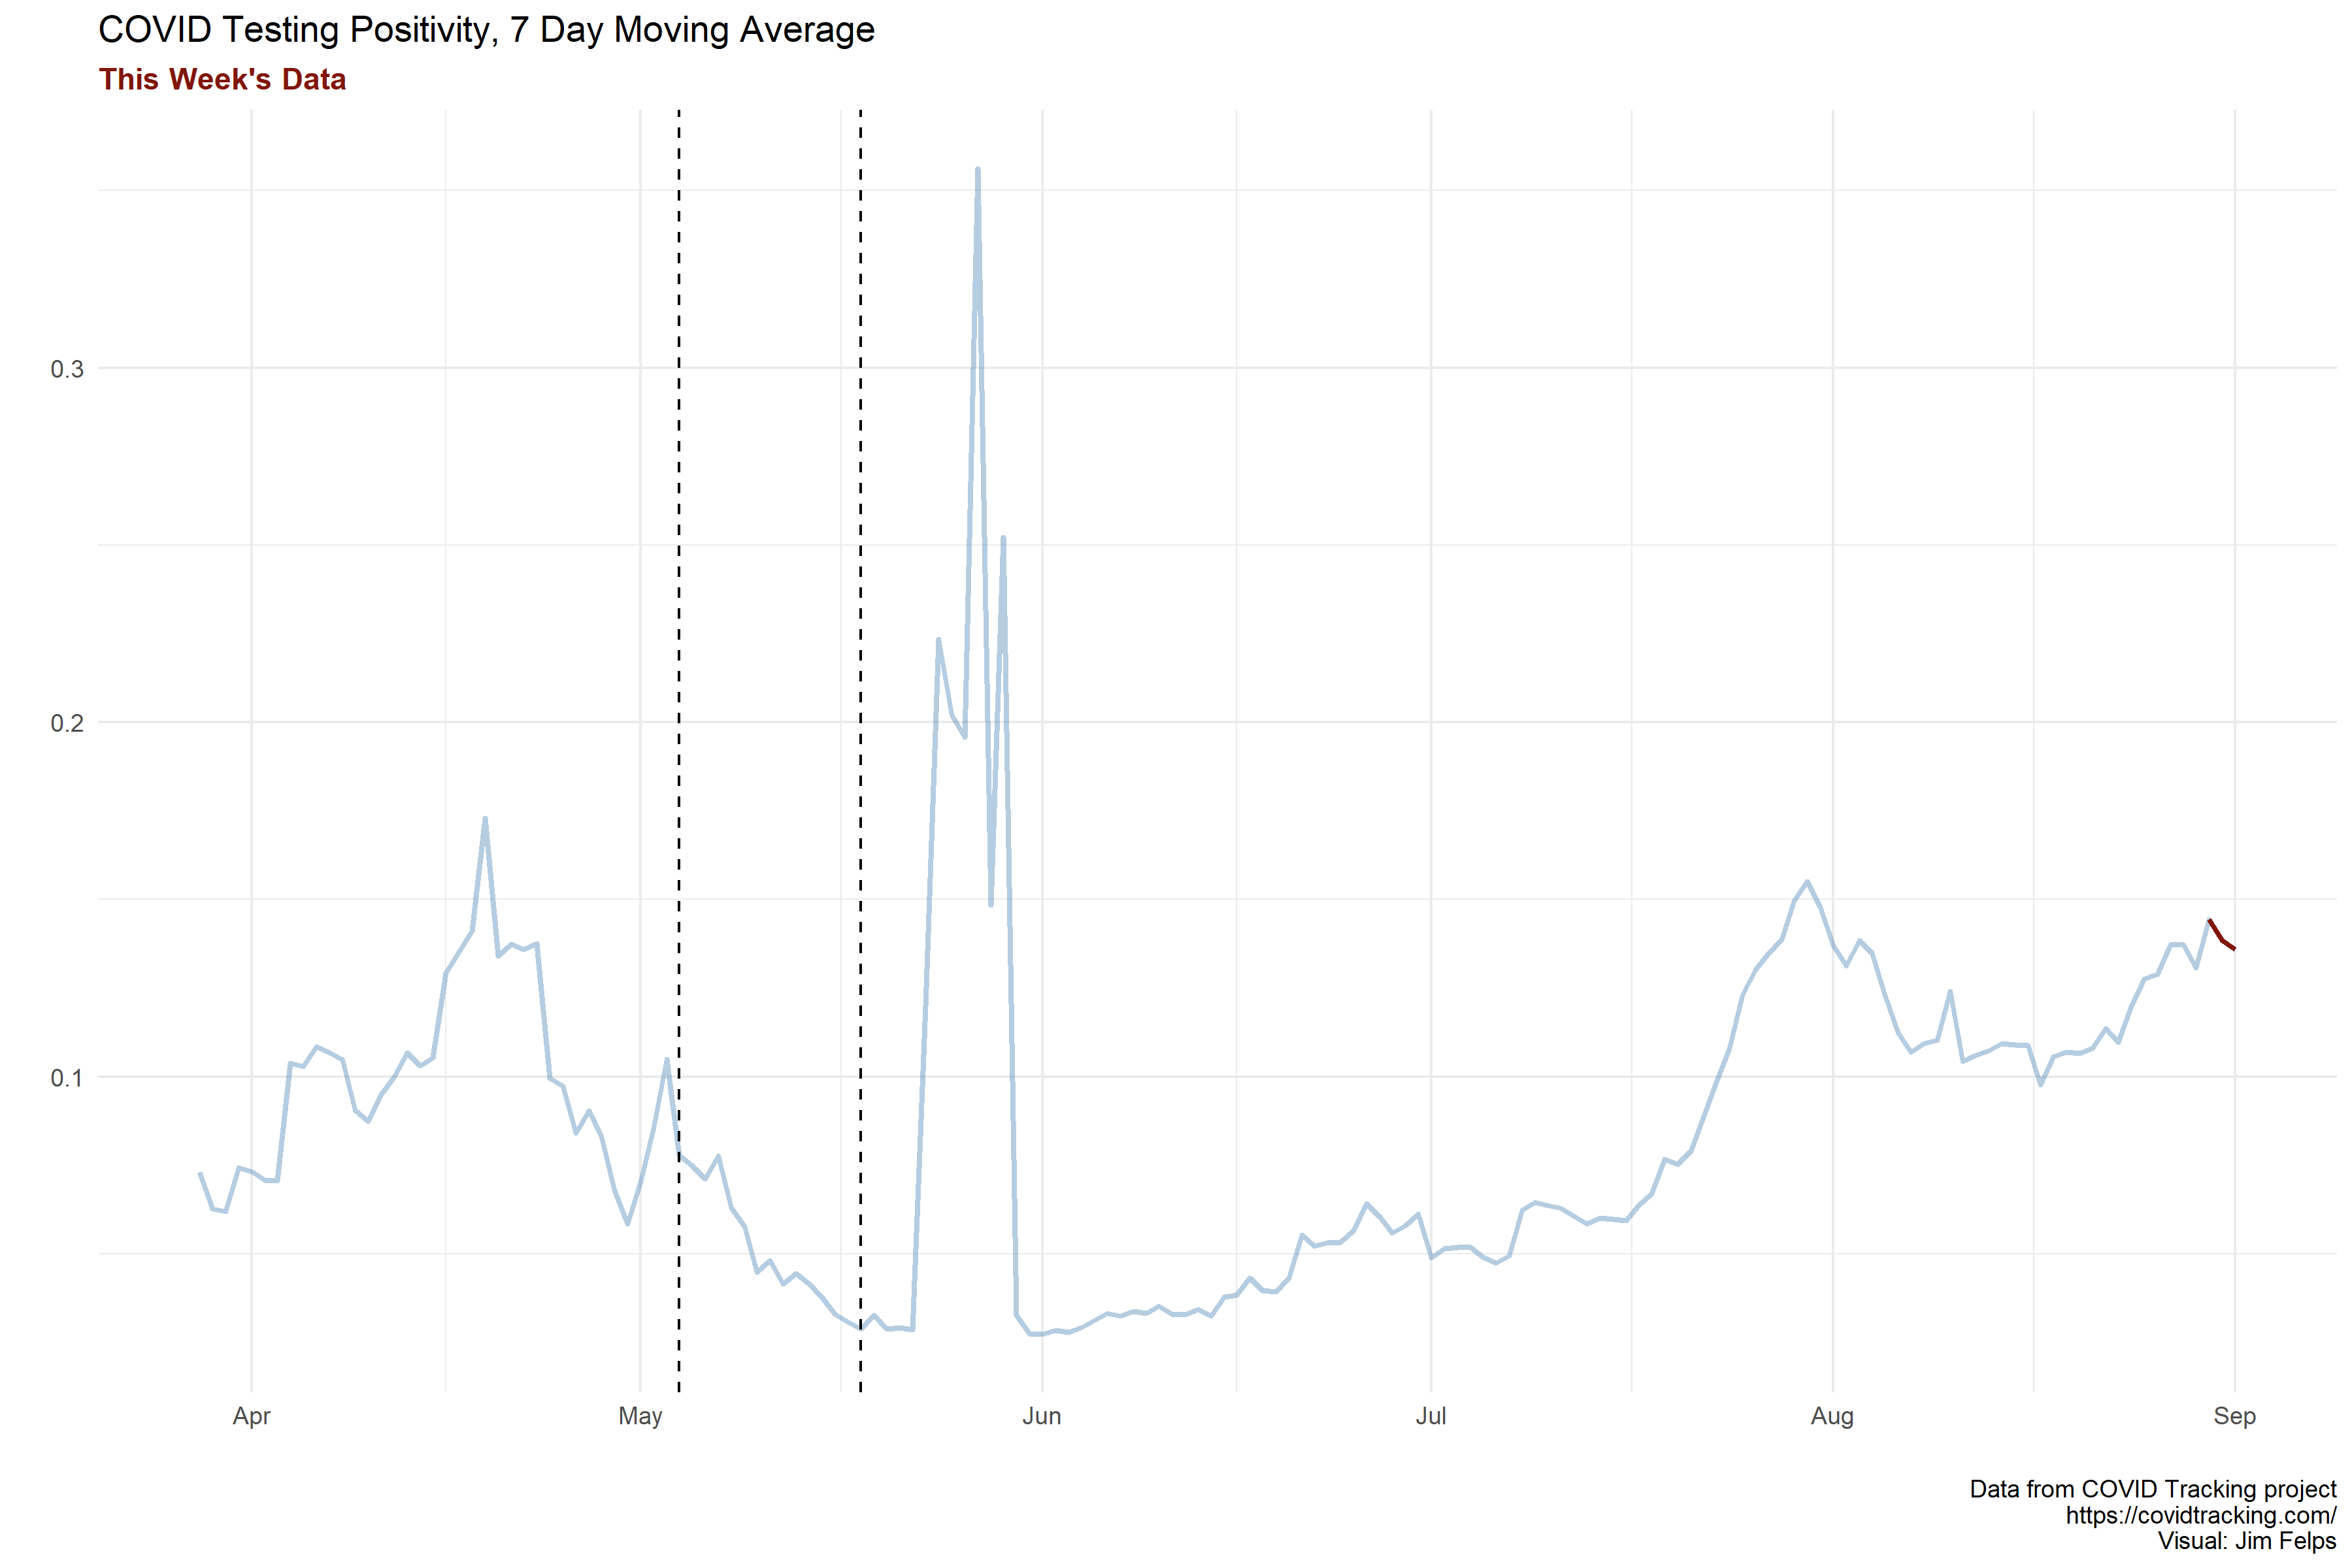 COVID Testing Positivity, 7 Day Moving Average
This Week's Data
0.3
0.2
0.1
Apr May Jun Jul Aug Sep
Data from COVID Tracking project
https://covidtracking.com/
Visual: Jim Felps